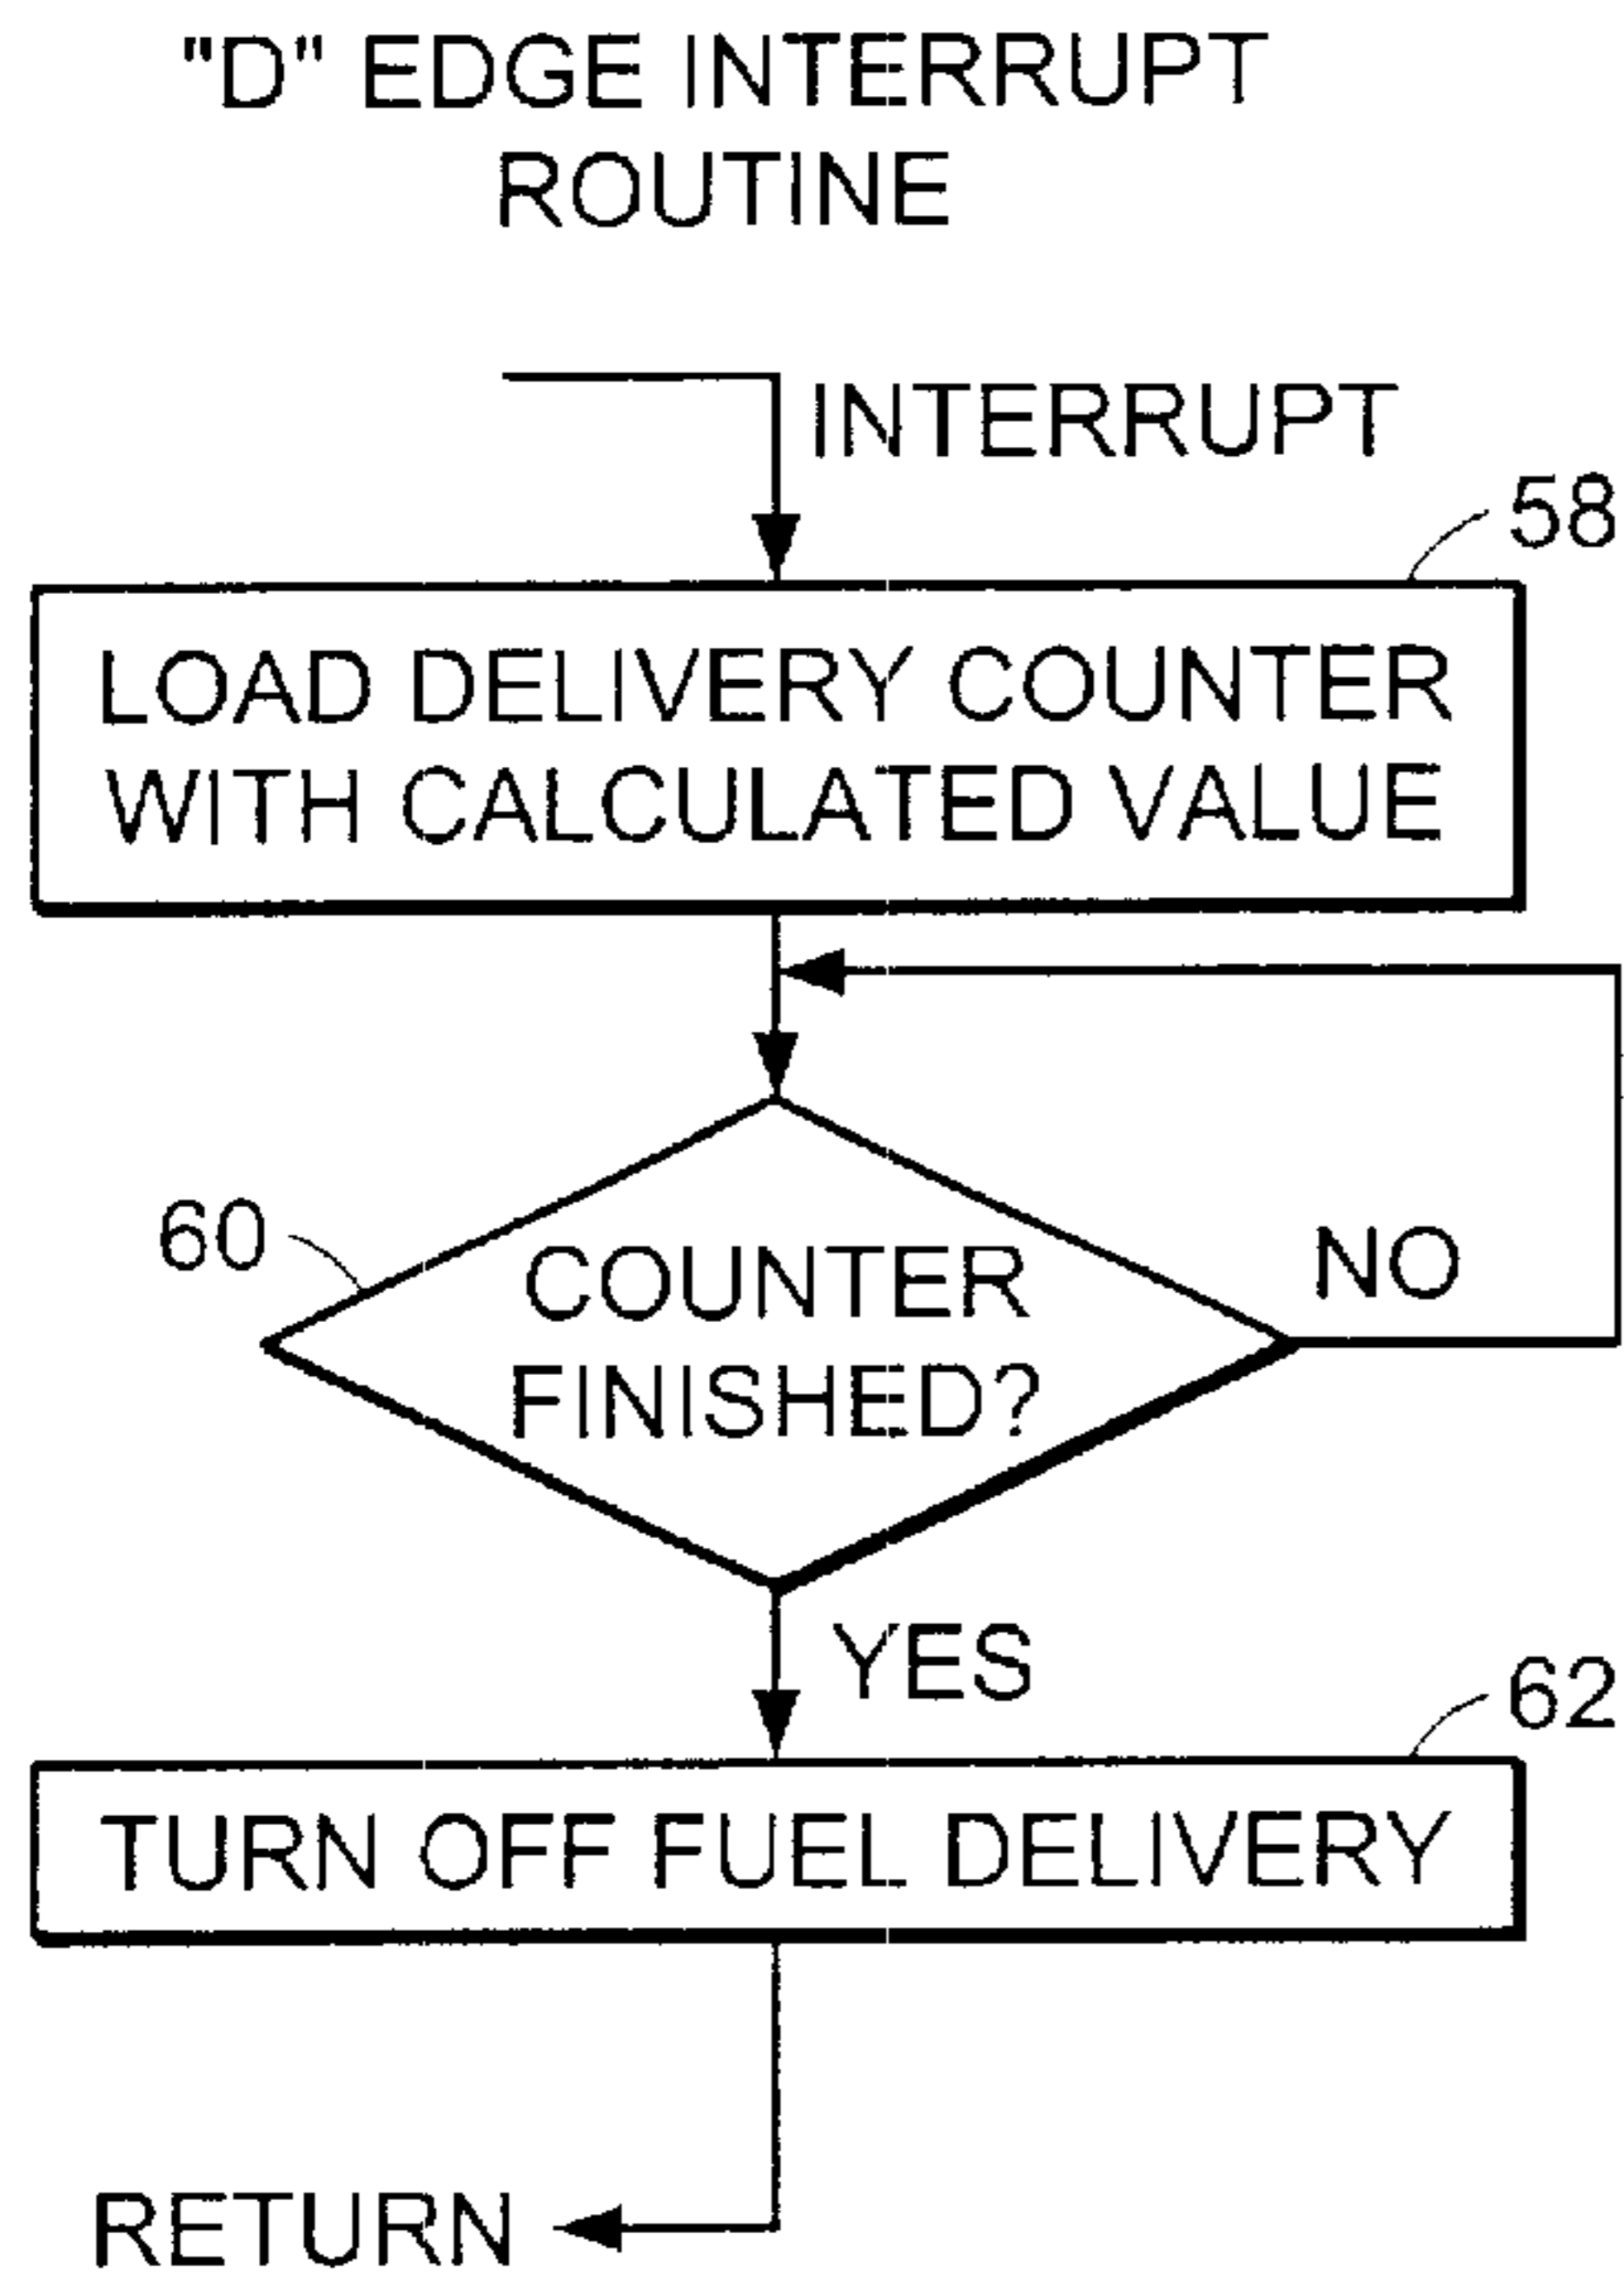 "D" EDGE INTERRUPT
ROUTINE
INTERRUPT
58
LOAD DELIVERY COUNTER
WITH CALCULATED VALUE
60
COUNTER
FINISHED?
NO
YES
62
TURN OFF FUEL DELIVERY
RETURN